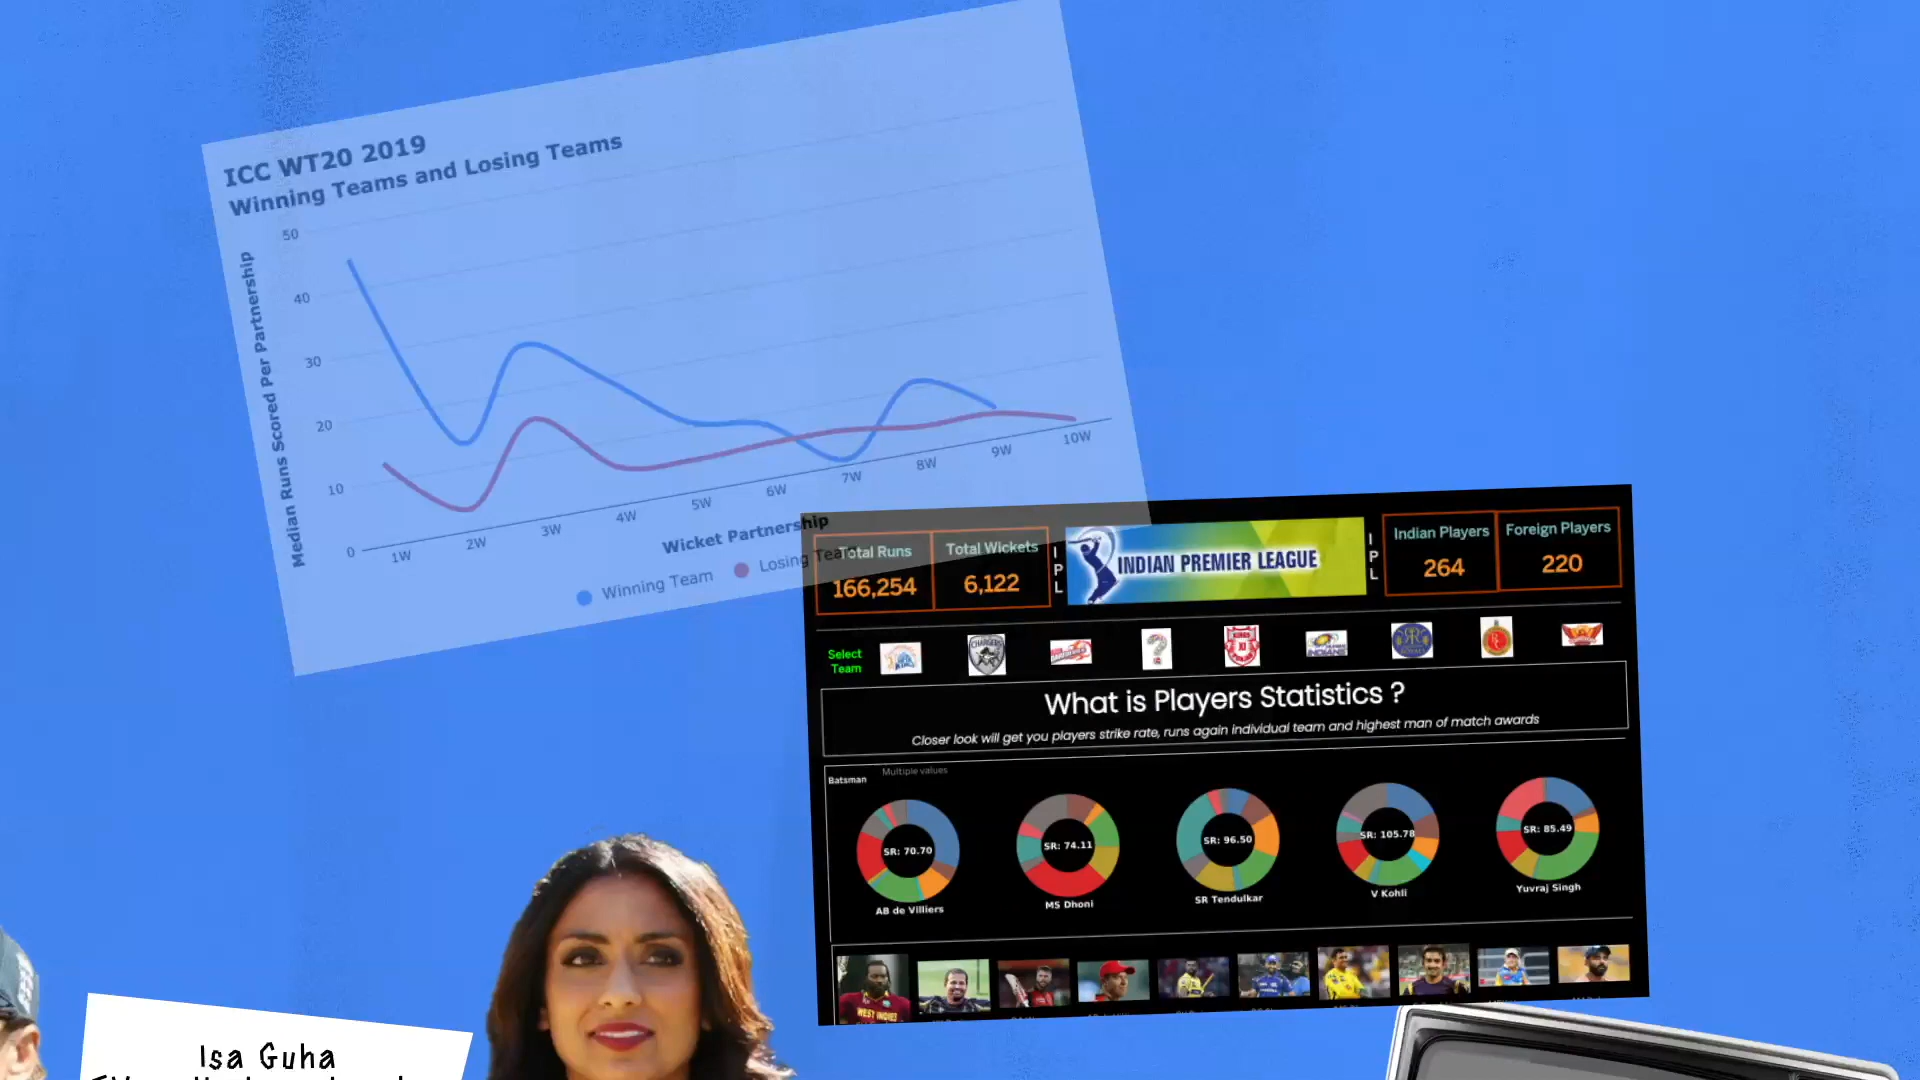 ICC WT20 2019
Winning Teams and Losing Teams
Median Runs Scored Per Partnership
50
40
30
20
10
0
1W
2W
3W
4W
5W
6W
7W
8W
9W
10W
Wicket Partnership
Winning Team
Losing Team
Total Runs
166,254
Total Wickets
6,122
IPL
INDIAN PREMIER LEAGUE
IPL
Indian Players
264
Foreign Players
220
Select
Team
What is Players Statistics ?
Closer look will get you players strike rate, runs again individual team and highest man of match awards
Batsman
Multiple values
SR: 70.70
SR: 74.11
SR: 96.50
SR: 105.78
SR: 85.49
AB de Villiers
MS Dhoni
SR Tendulkar
V Kohli
Yuvraj Singh
WEST INDIES
Isa Guha